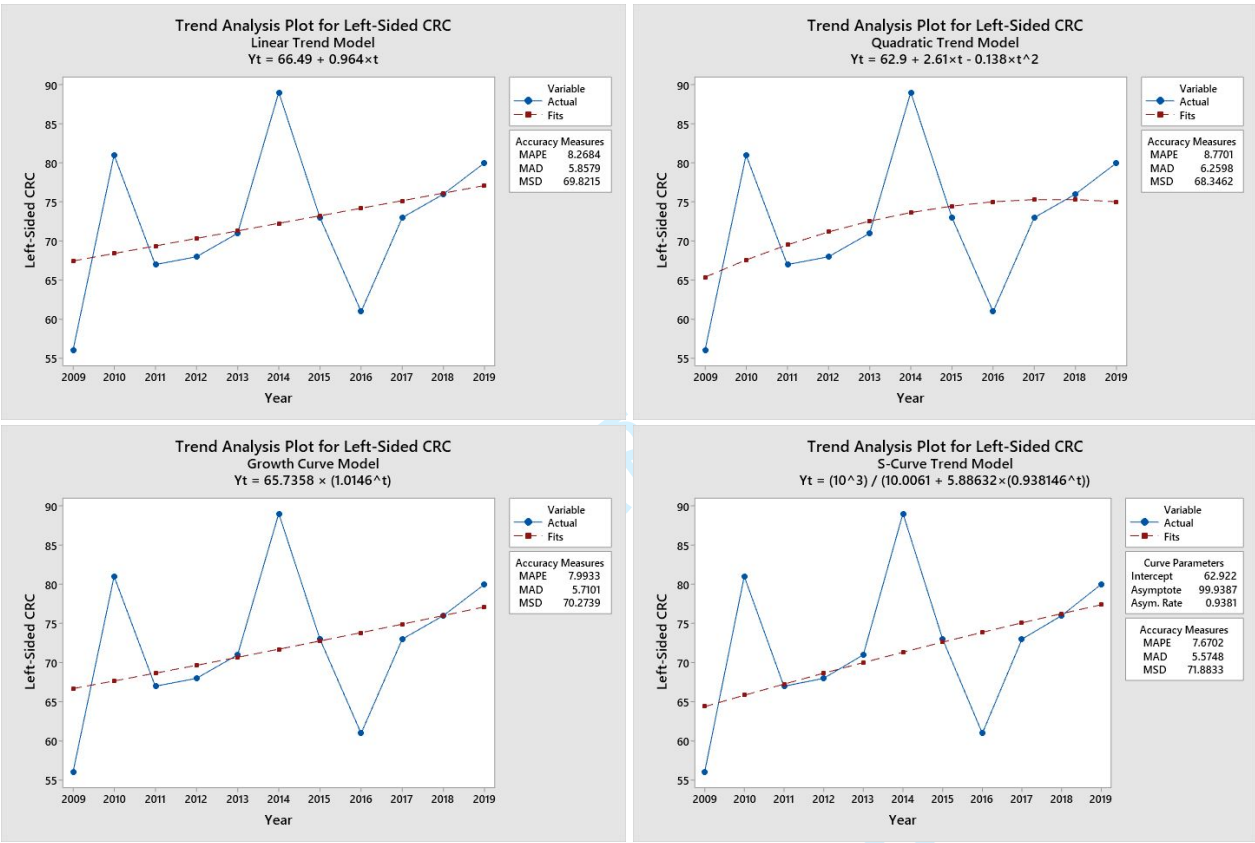 Trend Analysis Plot for Left-Sided CRC
Linear Trend Model
Yt = 66.49 + 0.964×t
Left-Sided CRC
90
85
80
75
70
65
60
55
2009 2010 2011 2012 2013 2014 2015 2016 2017 2018 2019
Year
Variable
Actual
Fits
Accuracy Measures
MAPE 8.2684
MAD 5.8579
MSD 69.8215
Trend Analysis Plot for Left-Sided CRC
Quadratic Trend Model
Yt = 62.9 + 2.61×t - 0.138×t^2
Left-Sided CRC
90
85
80
75
70
65
60
55
2009 2010 2011 2012 2013 2014 2015 2016 2017 2018 2019
Year
Variable
Actual
Fits
Accuracy Measures
MAPE 8.7701
MAD 6.2598
MSD 68.3462
Trend Analysis Plot for Left-Sided CRC
Growth Curve Model
Yt = 65.7358 × (1.0146^t)
Left-Sided CRC
90
85
80
75
70
65
60
55
2009 2010 2011 2012 2013 2014 2015 2016 2017 2018 2019
Year
Variable
Actual
Fits
Accuracy Measures
MAPE 7.9933
MAD 5.7101
MSD 70.2739
Trend Analysis Plot for Left-Sided CRC
S-Curve Trend Model
Yt = (10^3) / (10.0061 + 5.88632×(0.938146^t))
Left-Sided CRC
90
85
80
75
70
65
60
55
2009 2010 2011 2012 2013 2014 2015 2016 2017 2018 2019
Year
Variable
Actual
Fits
Curve Parameters
Intercept 62.922
Asymptote 99.9387
Asym. Rate 0.9381
Accuracy Measures
MAPE 7.6702
MAD 5.5748
MSD 71.8833